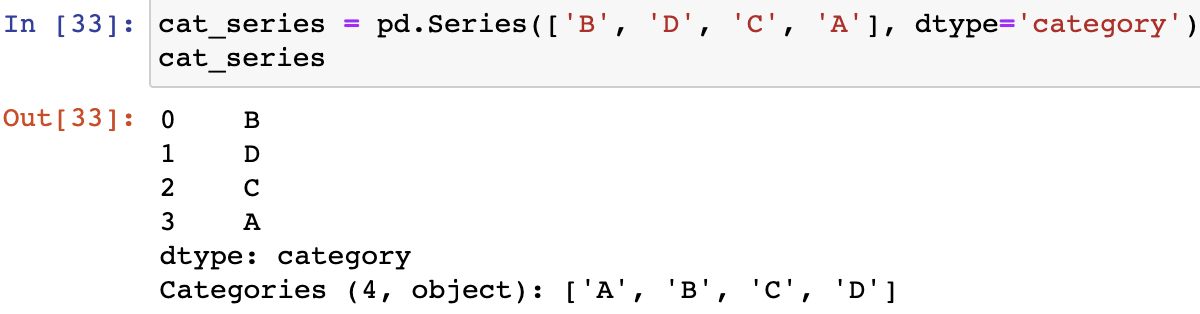 In [33]: cat_series = pd.Series(['B', 'D', 'C', 'A'], dtype='category')
cat_series
Out[33]: 0    B
1    D
2    C
3    A
dtype: category
Categories (4, object): ['A', 'B', 'C', 'D']